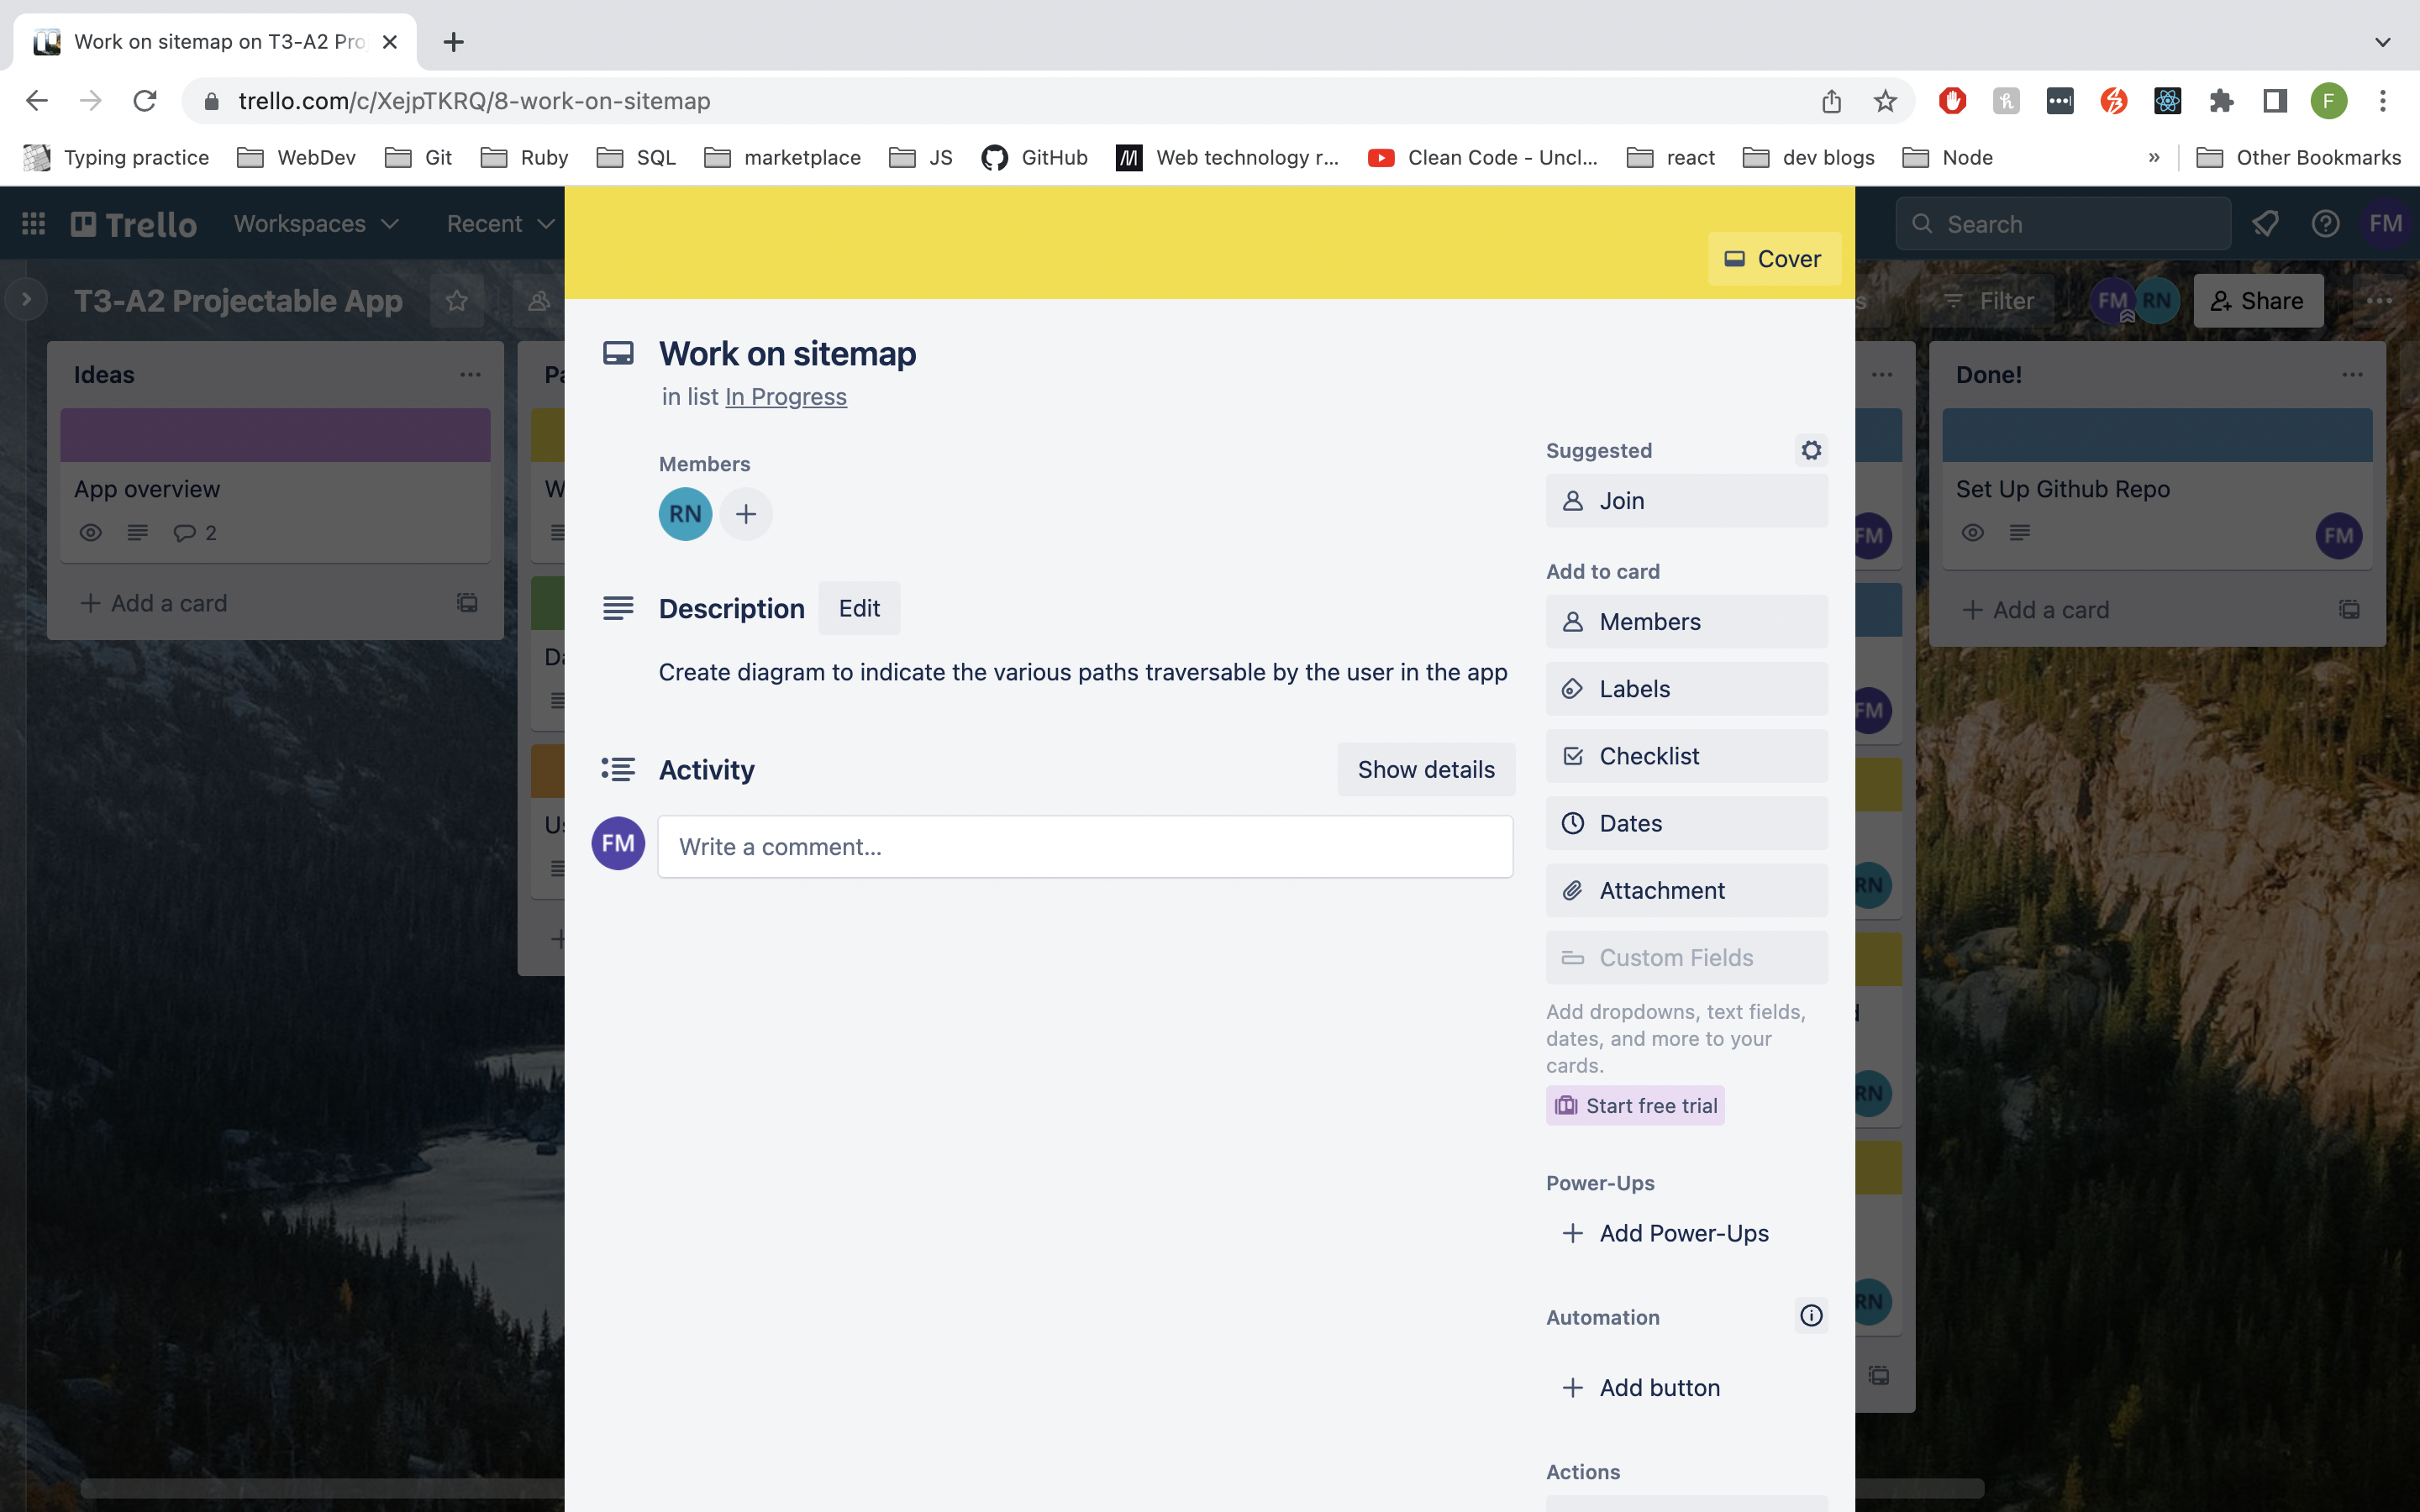 Work on sitemap on T3-A2 Pro
trello.com/c/XejpTKRQ/8-work-on-sitemap
F
Typing practice
WebDev
Git
Ruby
SQL
marketplace
JS
GitHub
Web technology r...
Clean Code - Uncl...
react
dev blogs
Node
»
Other Bookmarks
Trello
Workspaces
Recent
Search
FM
Cover
T3-A2 Projectable App
Filter
FM
RN
Share
Work on sitemap
in list In Progress
Ideas
App overview
2
+ Add a card
Members
RN
+
Description
Edit
Create diagram to indicate the various paths traversable by the user in the app
Activity
Show details
FM
Write a comment...
Suggested
Join
Add to card
Members
Labels
Checklist
Dates
Attachment
Custom Fields
Add dropdowns, text fields,
dates, and more to your
cards.
Start free trial
Power-Ups
+ Add Power-Ups
Automation
+ Add button
Actions
FM
FM
RN
RN
RN
Done!
Set Up Github Repo
FM
+ Add a card